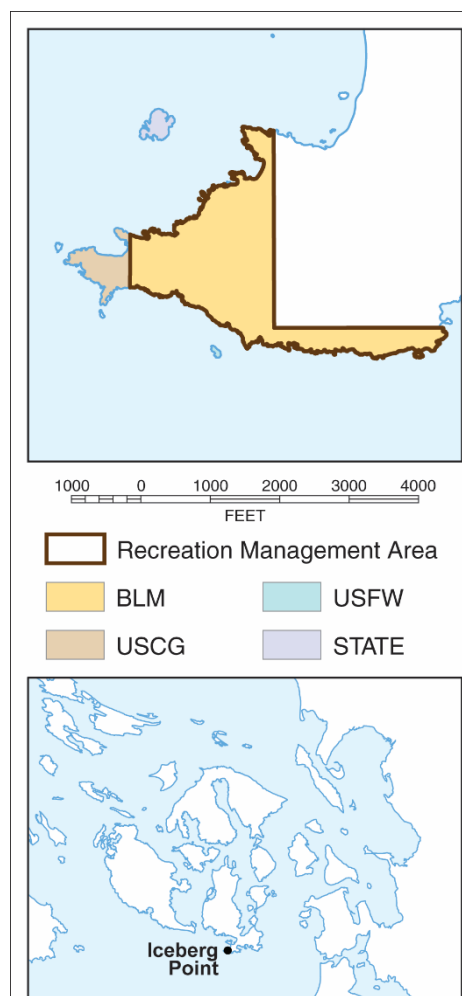 1000 0 1000 2000 3000 4000
FEET
Recreation Management Area
BLM USFW
USCG STATE
Iceberg
Point